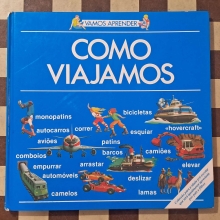 VAMOS APRENDER
COMO
VIAJAMOS
monopatins
bicicletas
autocarros
correr
esquiar
«hovercraft»
aviões
patins
camiões
comboios
barcos
elevar
empurrar
arrastar
automóveis
deslizar
camelos
lamas